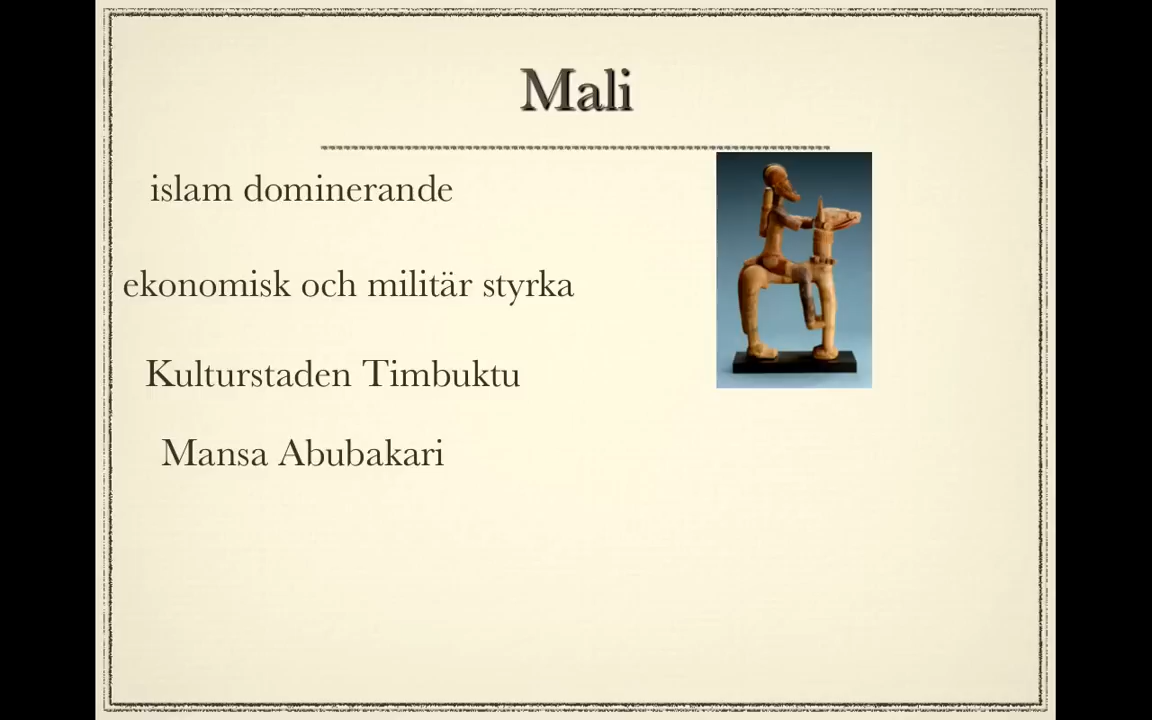 Mali
islam dominerande
ekonomisk och militär styrka
Kulturstaden Timbuktu
Mansa Abubakari